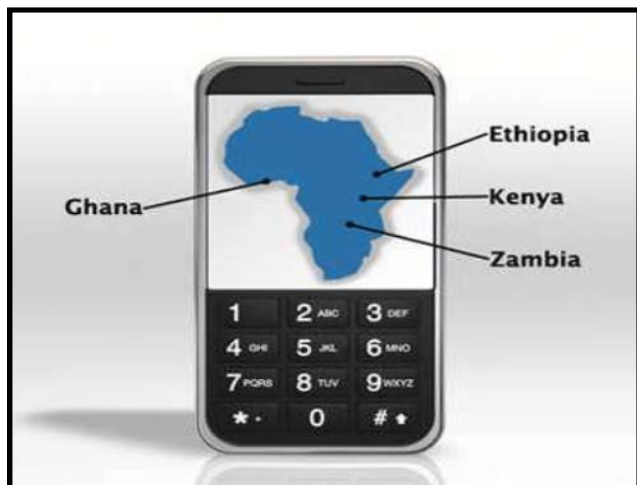 Ethiopia
Ghana
Kenya
Zambia
1
2 ABC
3 DEF
4 GHI
5 JKL
6 MNO
7 PQRS
8 TUV
9 WXYZ
*
0
#